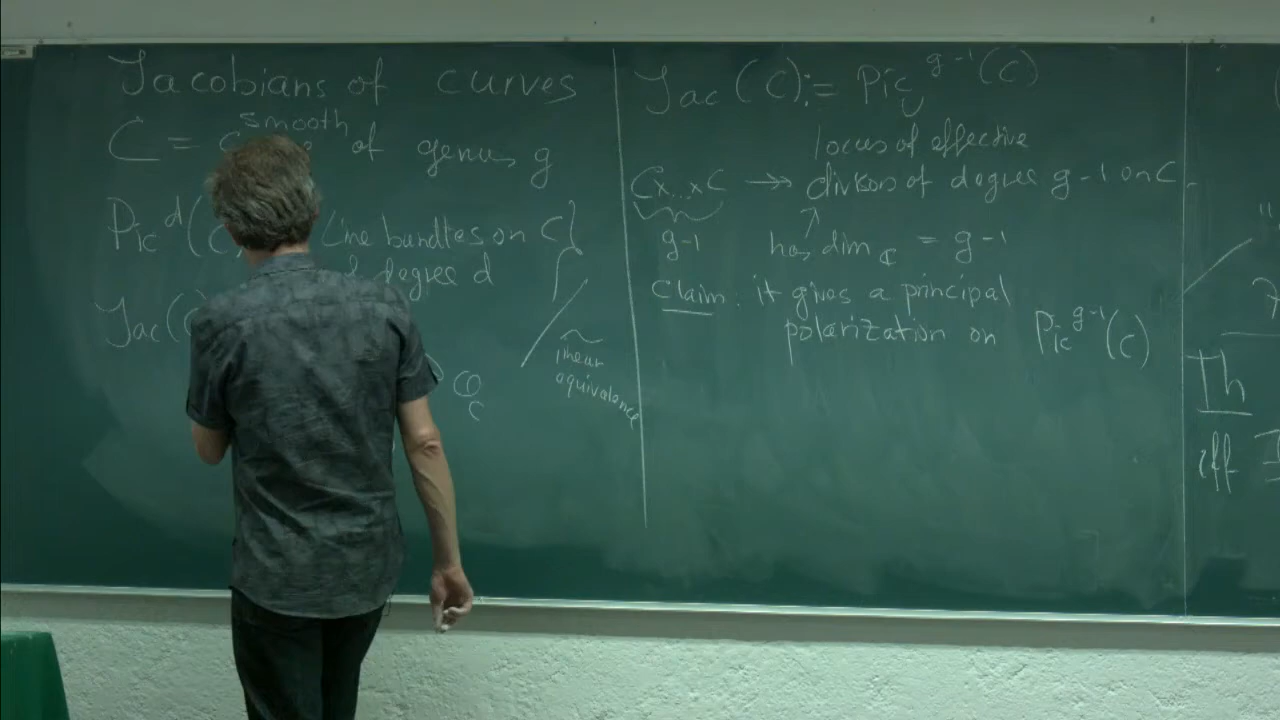 Jacobians of curves
smooth
C = of genus g
Pic^d(C) Line bundles on C}
degree d
Jac(
O_C
~
linear
equivalence
Jac (C) := Pic^{g-1}(C)
∪
locus of effective
C×...×C ↠ divisors of degree g-1 on C
g-1 has dim_ℂ = g-1
Claim: it gives a principal
polarization on Pic^{g-1}(C)
Th
iff